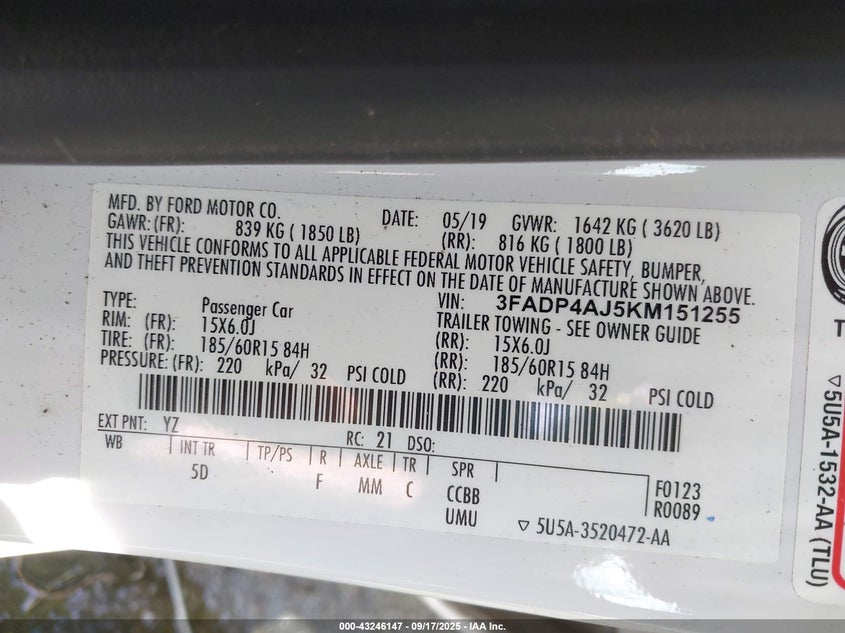 MFD. BY FORD MOTOR CO. DATE: 05/19 GVWR: 1642 KG ( 3620 LB)
GAWR: (FR): 839 KG ( 1850 LB) (RR): 816 KG ( 1800 LB)
THIS VEHICLE CONFORMS TO ALL APPLICABLE FEDERAL MOTOR VEHICLE SAFETY, BUMPER,
AND THEFT PREVENTION STANDARDS IN EFFECT ON THE DATE OF MANUFACTURE SHOWN ABOVE.
TYPE: Passenger Car VIN: 3FADP4AJ5KM151255
TRAILER TOWING - SEE OWNER GUIDE
RIM: (FR): 15X6.0J (RR): 15X6.0J
TIRE: (FR): 185/60R15 84H (RR): 185/60R15 84H
PRESSURE: (FR): 220 kPa/ 32 PSI COLD (RR): 220 kPa/ 32 PSI COLD
EXT PNT: YZ RC: 21 DSO:
WB INT TR TP/PS R AXLE TR SPR
5D F MM C CCBB
UMU
F0123
R0089
▽ 5U5A-3520472-AA
▽ 5U5A-1532-AA (TLU)
000-43246147 - 09/17/2025 - IAA Inc.